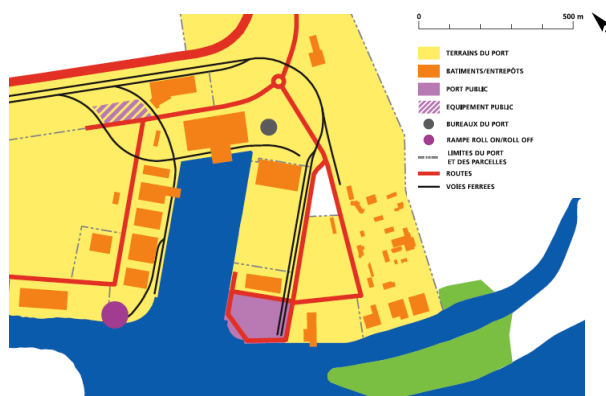 0 500 m
TERRAINS DU PORT
BATIMENTS/ENTREPÔTS
PORT PUBLIC
EQUIPEMENT PUBLIC
BUREAUX DU PORT
RAMPE ROLL ON/ROLL OFF
LIMITES DU PORT
ET DES PARCELLES
ROUTES
VOIES FERREES